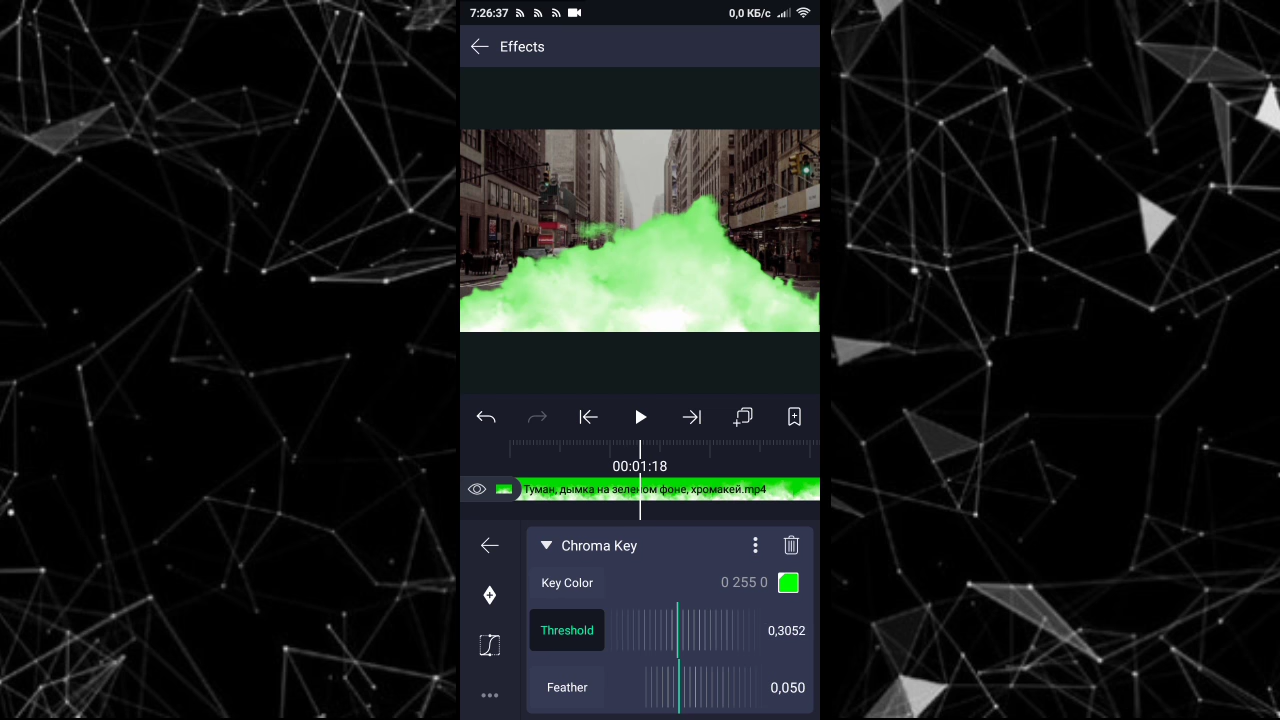 7:26:37
0,0 КБ/с
Effects
00:01:18
Туман, дымка на зеленом фоне, хромакей.mp4
Chroma Key
Key Color
0 255 0
Threshold
0,3052
Feather
0,050